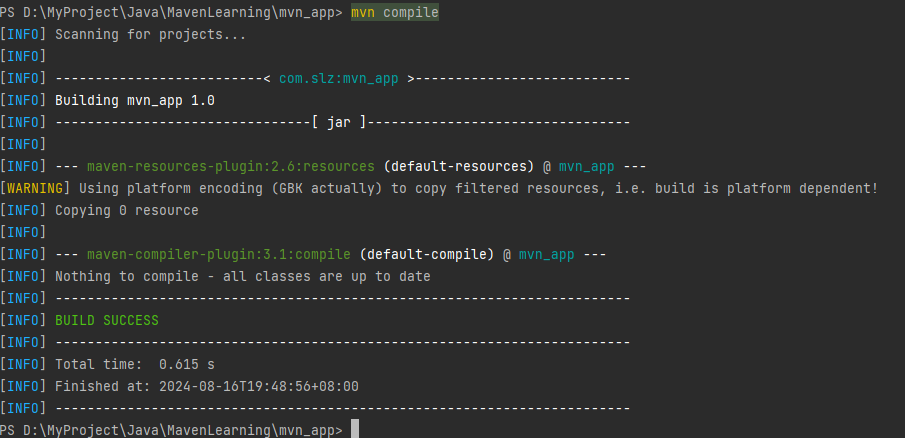 PS D:\MyProject\Java\MavenLearning\mvn_app> mvn compile
[INFO] Scanning for projects...
[INFO]
[INFO] --------------------------< com.slz:mvn_app >---------------------------
[INFO] Building mvn_app 1.0
[INFO] --------------------------------[ jar ]---------------------------------
[INFO]
[INFO] --- maven-resources-plugin:2.6:resources (default-resources) @ mvn_app ---
[WARNING] Using platform encoding (GBK actually) to copy filtered resources, i.e. build is platform dependent!
[INFO] Copying 0 resource
[INFO]
[INFO] --- maven-compiler-plugin:3.1:compile (default-compile) @ mvn_app ---
[INFO] Nothing to compile - all classes are up to date
[INFO] ------------------------------------------------------------------------
[INFO] BUILD SUCCESS
[INFO] ------------------------------------------------------------------------
[INFO] Total time:  0.615 s
[INFO] Finished at: 2024-08-16T19:48:56+08:00
[INFO] ------------------------------------------------------------------------
PS D:\MyProject\Java\MavenLearning\mvn_app>